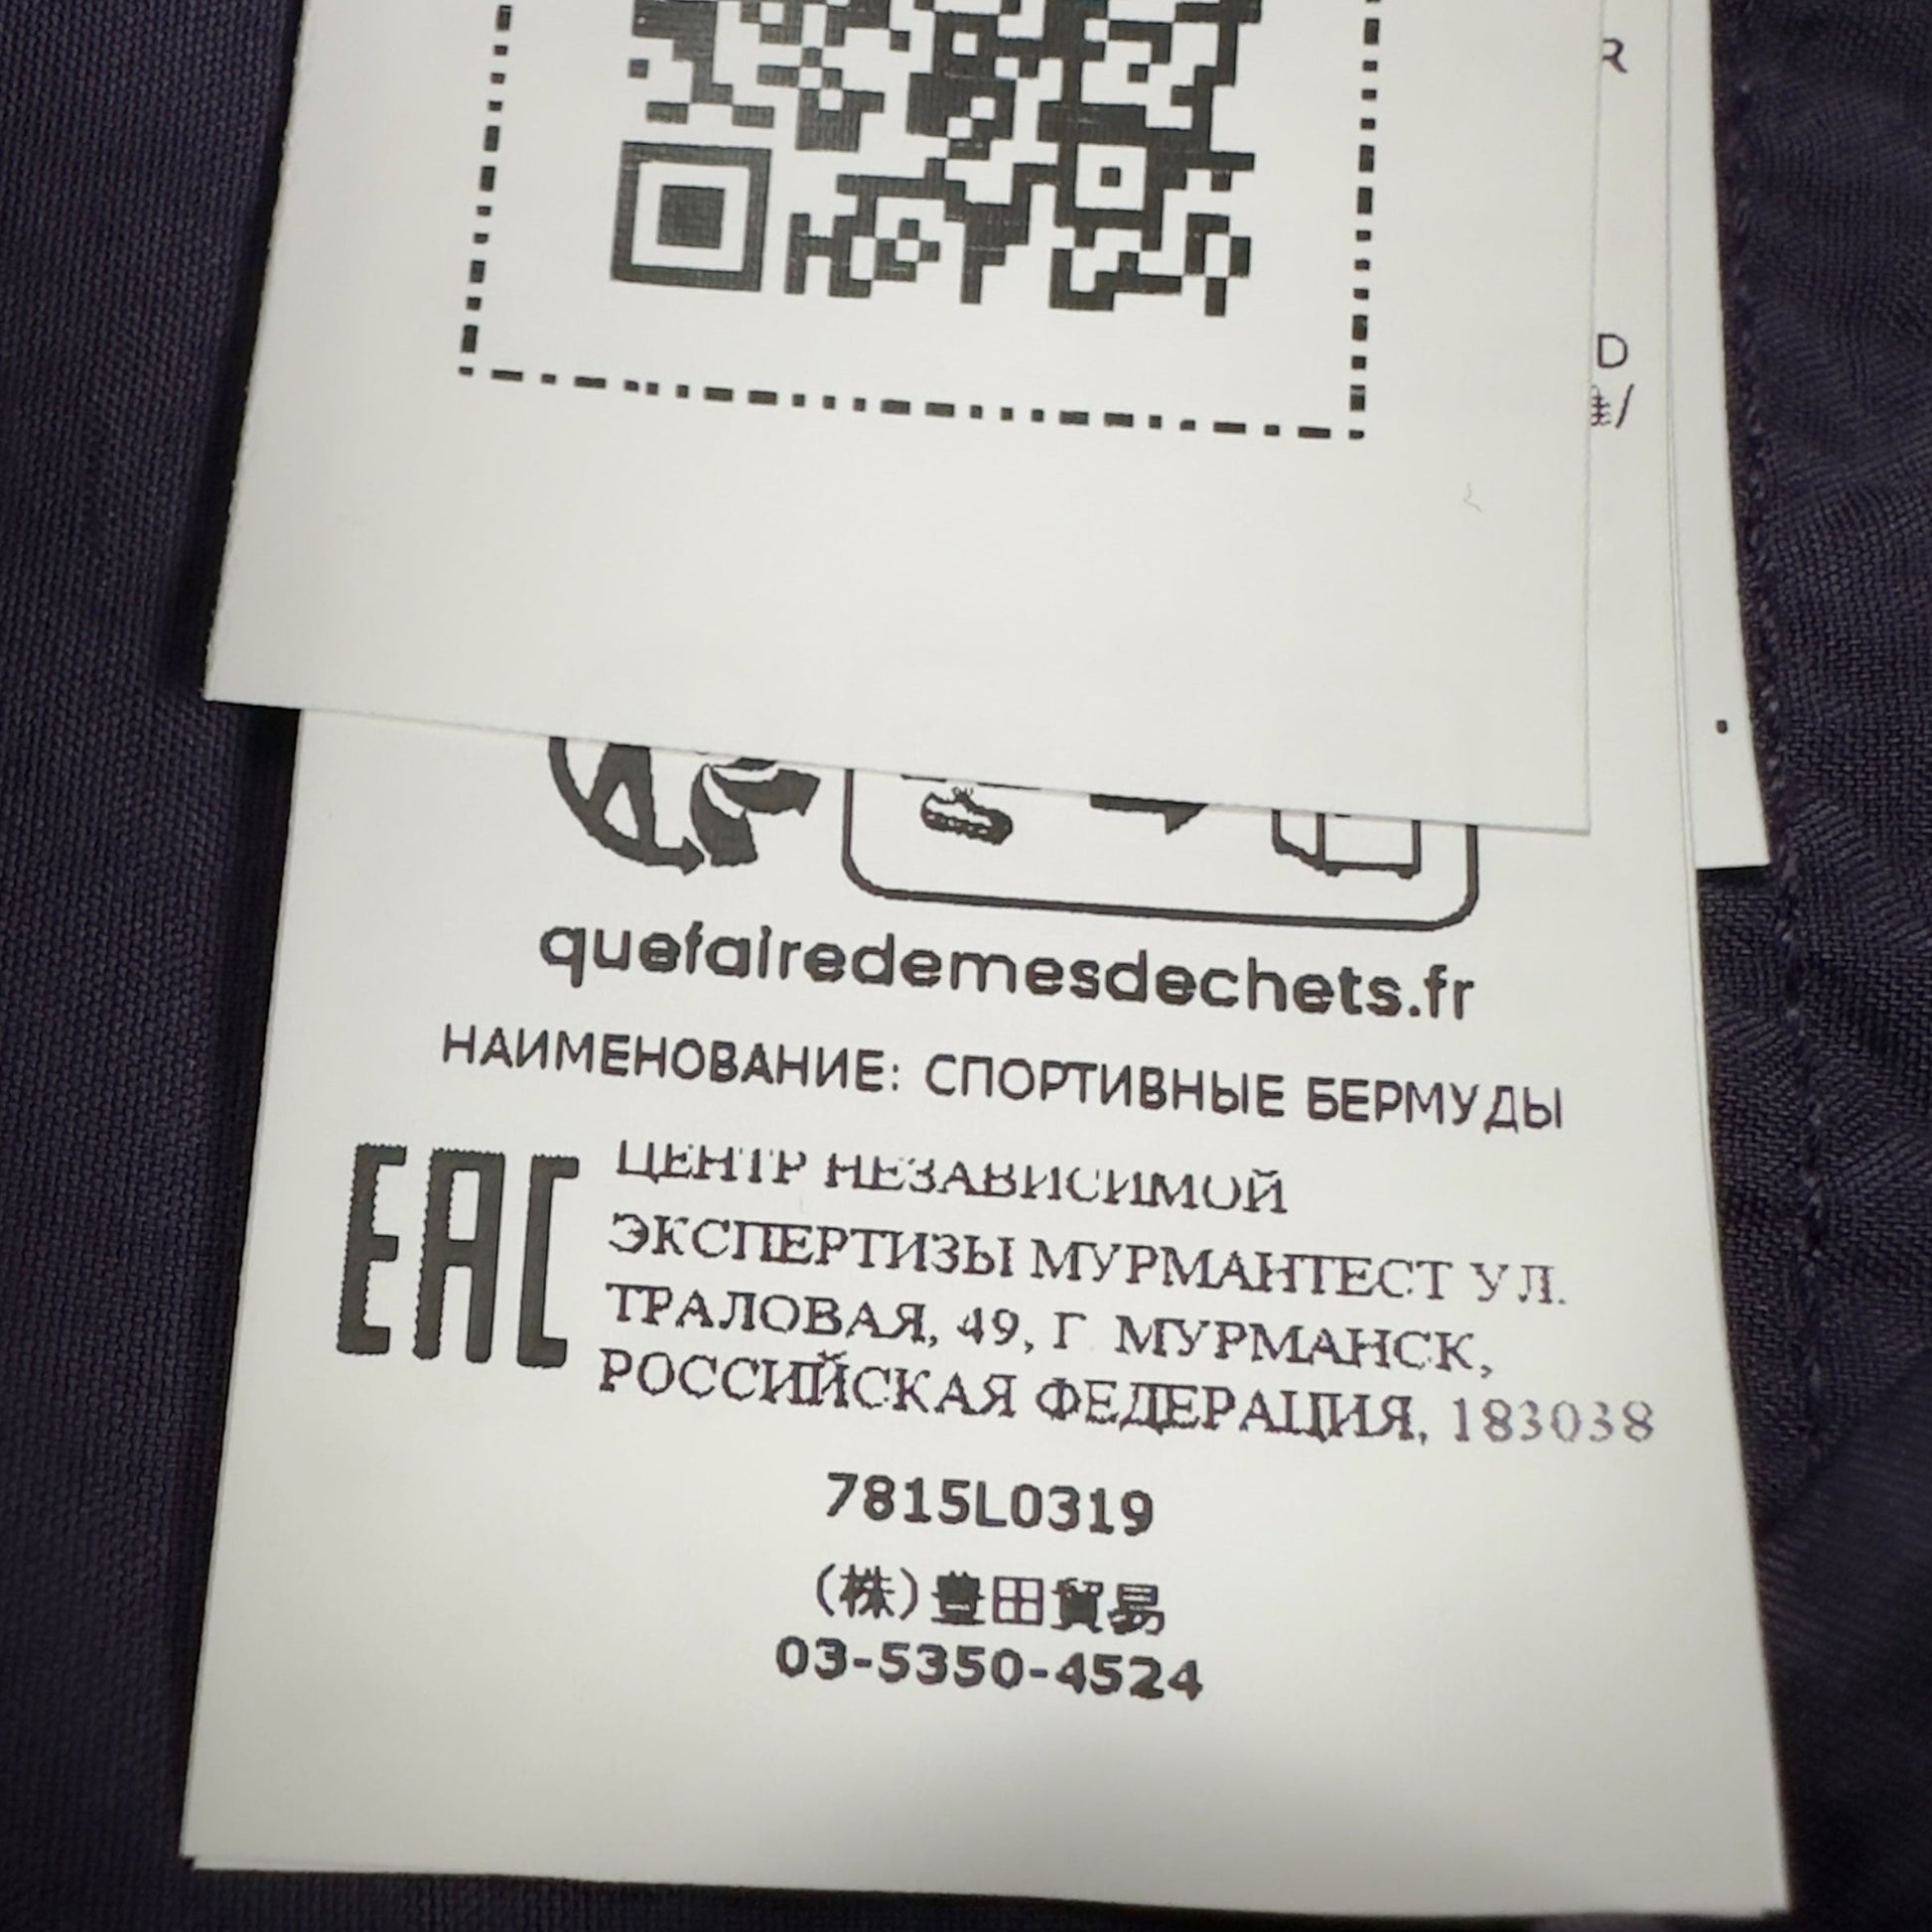 R
D
quefairedemesdechets.fr
НАИМЕНОВАНИЕ: СПОРТИВНЫЕ БЕРМУДЫ
EAC
ЦЕНТР НЕЗАВИСИМОЙ
ЭКСПЕРТИЗЫ МУРМАНТЕСТ УЛ.
ТРАЛОВАЯ, 49, Г. МУРМАНСК,
РОССИЙСКАЯ ФЕДЕРАЦИЯ, 183038
7815L0319
(株)豊田貿易
03-5350-4524